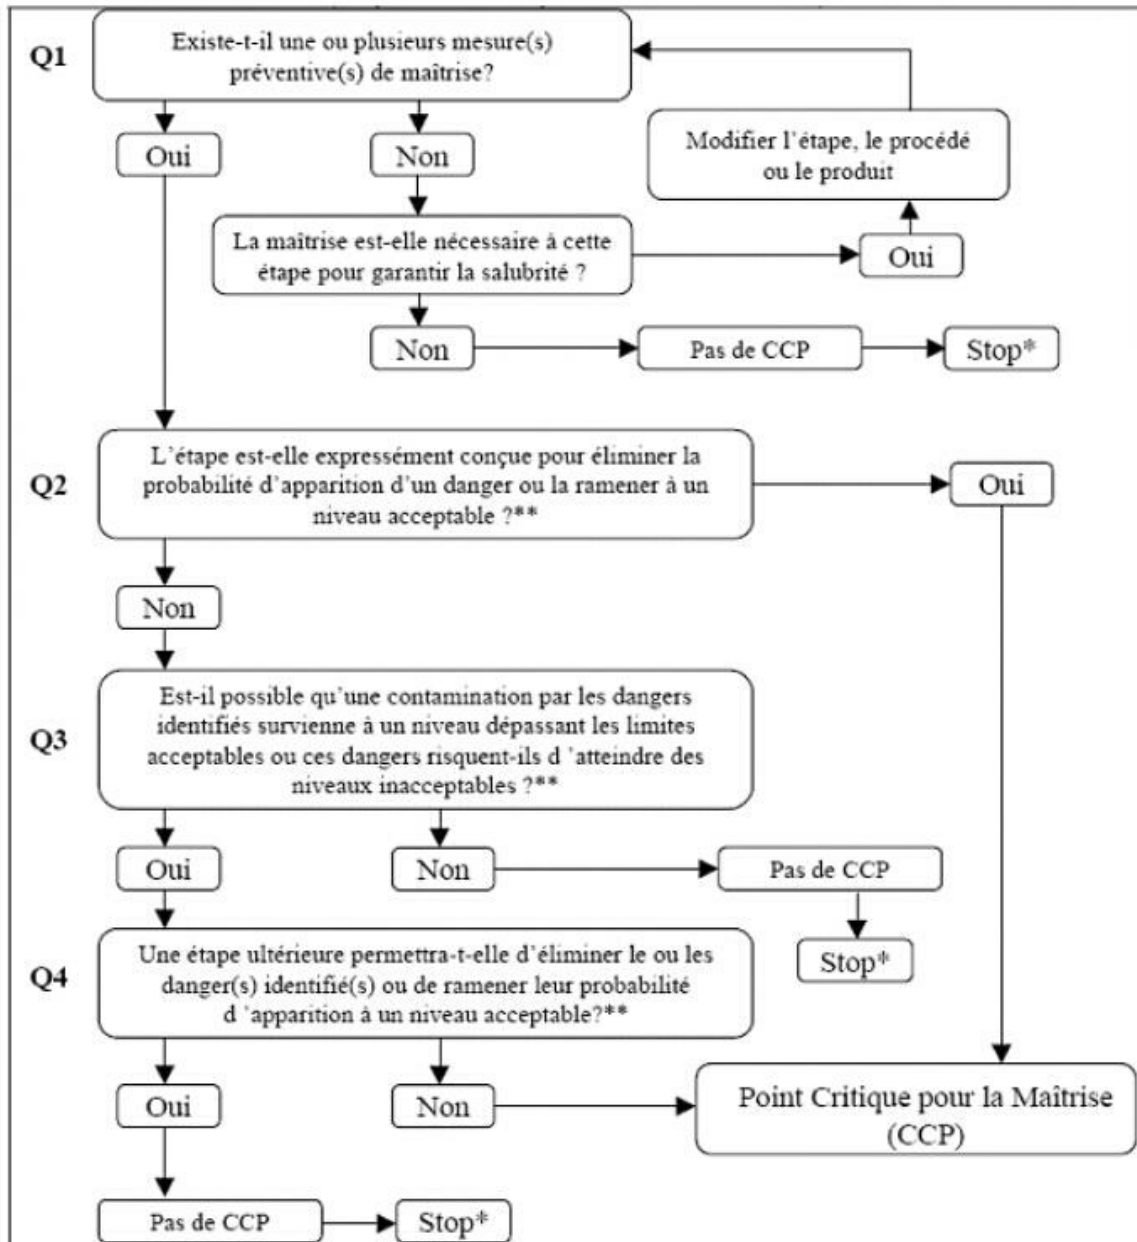 Q1
Existe-t-il une ou plusieurs mesure(s)
préventive(s) de maîtrise?
Oui
Non
Modifier l'étape, le procédé
ou le produit
La maîtrise est-elle nécessaire à cette
étape pour garantir la salubrité ?
Oui
Non
Pas de CCP
Stop*
Q2
L'étape est-elle expressément conçue pour éliminer la
probabilité d'apparition d'un danger ou la ramener à un
niveau acceptable ?**
Oui
Non
Q3
Est-il possible qu'une contamination par les dangers
identifiés survienne à un niveau dépassant les limites
acceptables ou ces dangers risquent-ils d 'atteindre des
niveaux inacceptables ?**
Oui
Non
Pas de CCP
Stop*
Q4
Une étape ultérieure permettra-t-elle d'éliminer le ou les
danger(s) identifié(s) ou de ramener leur probabilité
d 'apparition à un niveau acceptable?**
Oui
Non
Point Critique pour la Maîtrise
(CCP)
Pas de CCP
Stop*